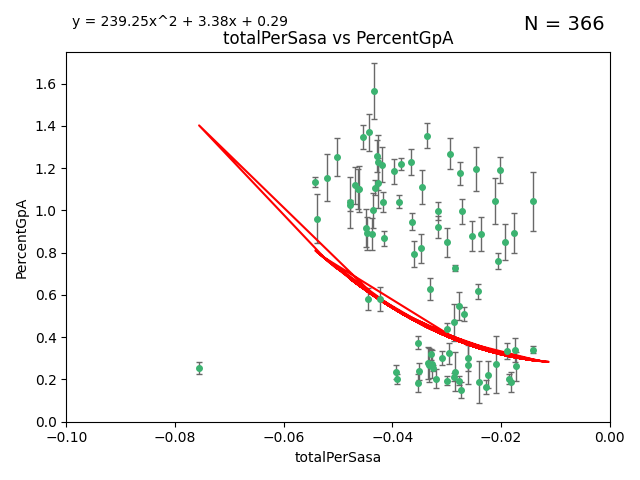 y = 239.25x^2 + 3.38x + 0.29
N = 366
totalPerSasa vs PercentGpA
PercentGpA
1.6
1.4
1.2
1.0
0.8
0.6
0.4
0.2
0.0
−0.10 −0.08 −0.06 −0.04 −0.02 0.00
totalPerSasa